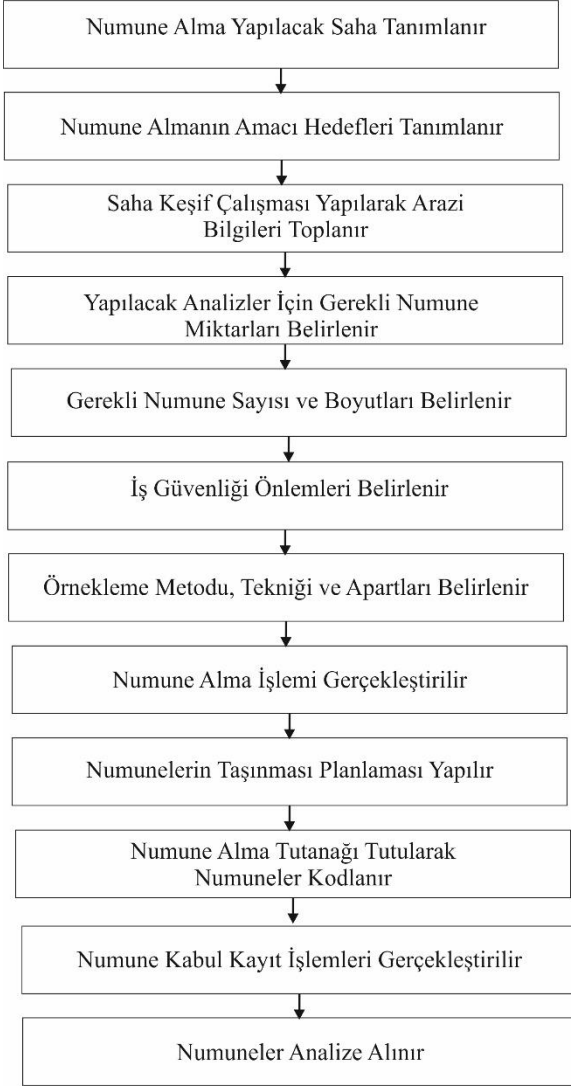 Numune Alma Yapılacak Saha Tanımlanır
Numune Almanın Amacı Hedefleri Tanımlanır
Saha Keşif Çalışması Yapılarak Arazi
Bilgileri Toplanır
Yapılacak Analizler İçin Gerekli Numune
Miktarları Belirlenir
Gerekli Numune Sayısı ve Boyutları Belirlenir
İş Güvenliği Önlemleri Belirlenir
Örnekleme Metodu, Tekniği ve Apartları Belirlenir
Numune Alma İşlemi Gerçekleştirilir
Numunelerin Taşınması Planlaması Yapılır
Numune Alma Tutanağı Tutularak
Numuneler Kodlanır
Numune Kabul Kayıt İşlemleri Gerçekleştirilir
Numuneler Analize Alınır